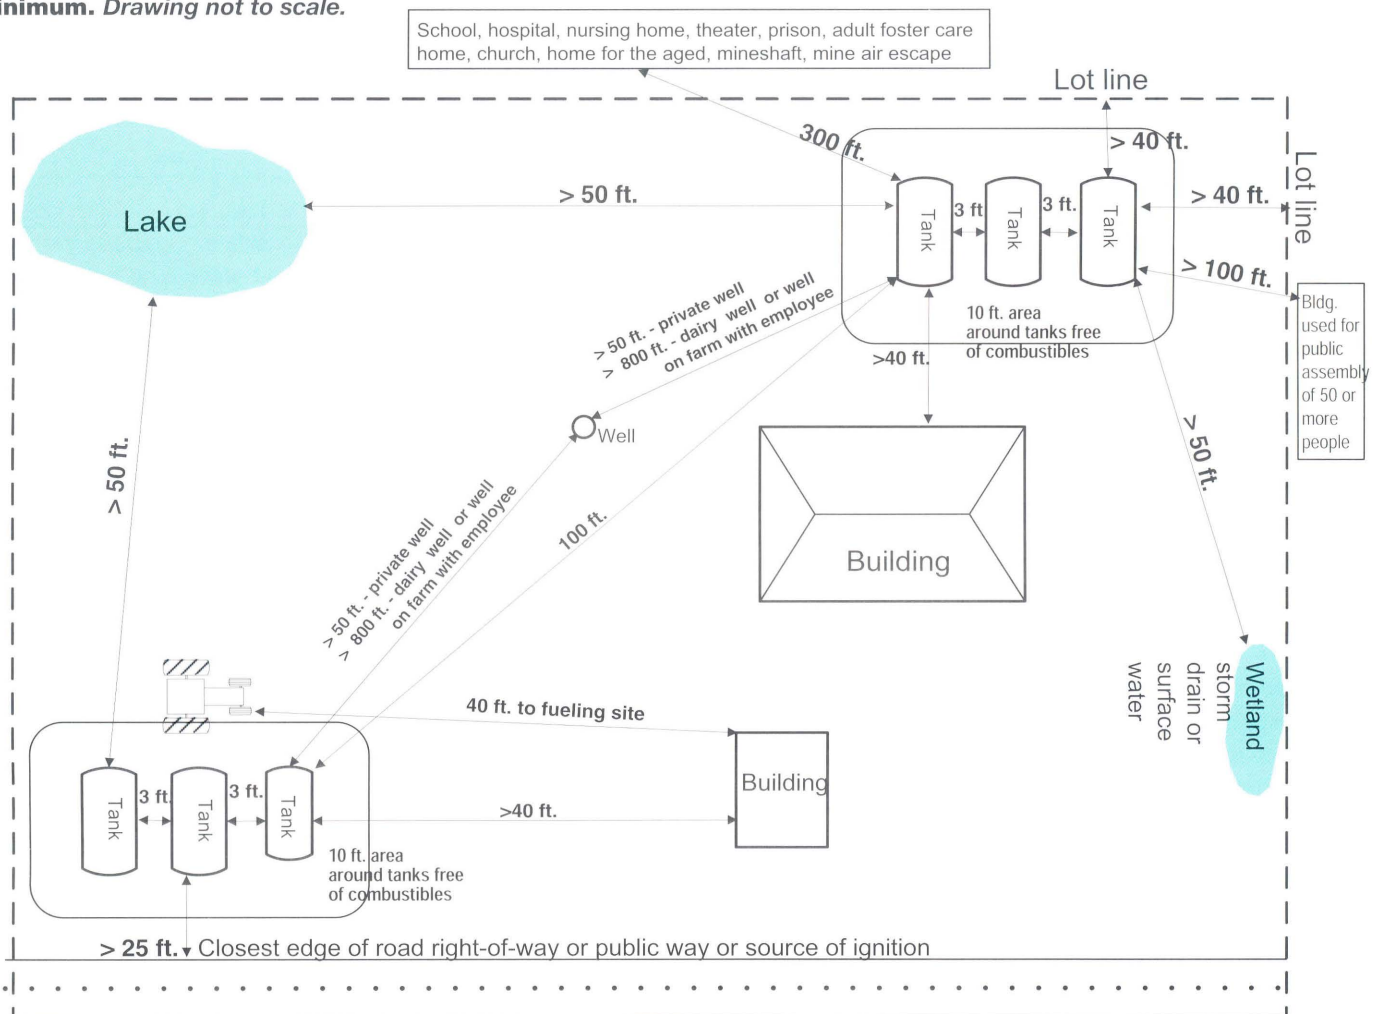 inimum. Drawing not to scale.
School, hospital, nursing home, theater, prison, adult foster care
home, church, home for the aged, mineshaft, mine air escape
Lot line
300 ft.
> 40 ft.
Lot line
Lake
> 50 ft.
Tank
3 ft
Tank
3 ft.
Tank
> 40 ft.
> 100 ft.
Bldg.
used for
public
assembly
of 50 or
more
people
10 ft. area
around tanks free
of combustibles
> 50 ft. - private well
> 800 ft. - dairy well or well
on farm with employee
>40 ft.
Well
> 50 ft.
> 50 ft.
100 ft.
Building
> 50 ft. - private well
> 800 ft. - dairy well or well
on farm with employee
Wetland
storm
drain or
surface
water
40 ft. to fueling site
Building
Tank
3 ft.
Tank
3 ft.
Tank
>40 ft.
10 ft. area
around tanks free
of combustibles
> 25 ft. Closest edge of road right-of-way or public way or source of ignition